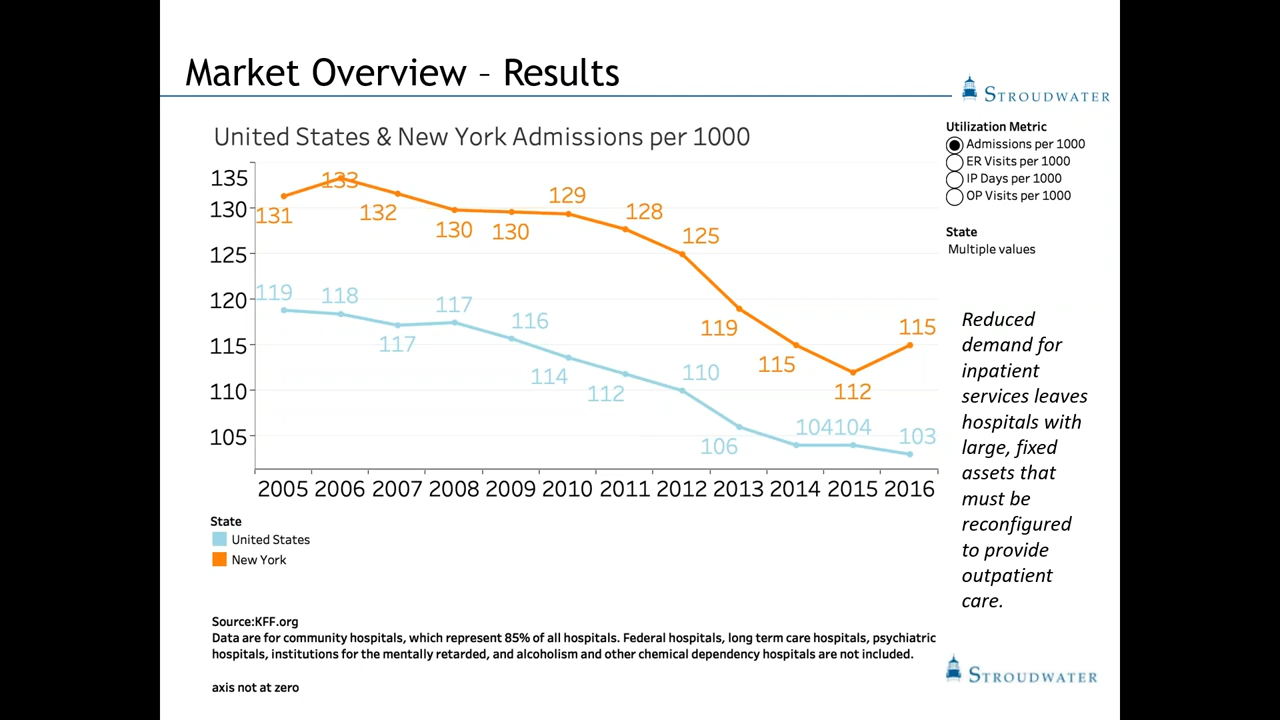 Market Overview – Results
STROUDWATER
United States & New York Admissions per 1000
Utilization Metric
Admissions per 1000
ER Visits per 1000
IP Days per 1000
OP Visits per 1000
State
Multiple values
135
130
125
120
115
110
105
131
133
132
130
130
129
128
125
119
115
112
115
119
118
117
117
116
114
112
110
106
104
104
103
2005 2006 2007 2008 2009 2010 2011 2012 2013 2014 2015 2016
Reduced
demand for
inpatient
services leaves
hospitals with
large, fixed
assets that
must be
reconfigured
to provide
outpatient
care.
State
United States
New York
Source:KFF.org
Data are for community hospitals, which represent 85% of all hospitals. Federal hospitals, long term care hospitals, psychiatric
hospitals, institutions for the mentally retarded, and alcoholism and other chemical dependency hospitals are not included.
axis not at zero
STROUDWATER